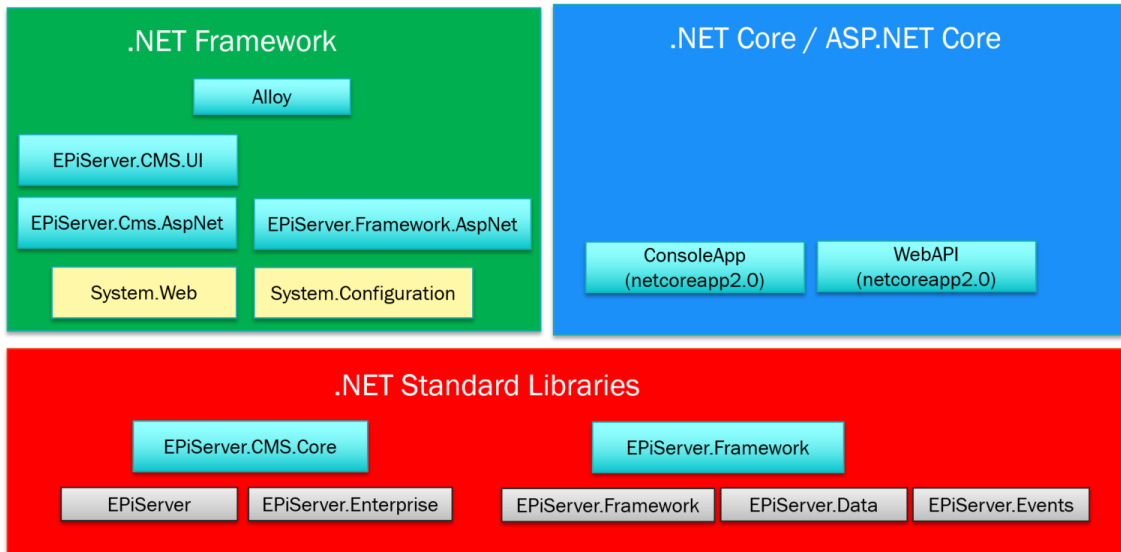 .NET Framework
Alloy
EPiServer.CMS.UI
EPiServer.Cms.AspNet
EPiServer.Framework.AspNet
System.Web
System.Configuration
.NET Core / ASP.NET Core
ConsoleApp
(netcoreapp2.0)
WebAPI
(netcoreapp2.0)
.NET Standard Libraries
EPiServer.CMS.Core
EPiServer.Framework
EPiServer
EPiServer.Enterprise
EPiServer.Framework
EPiServer.Data
EPiServer.Events